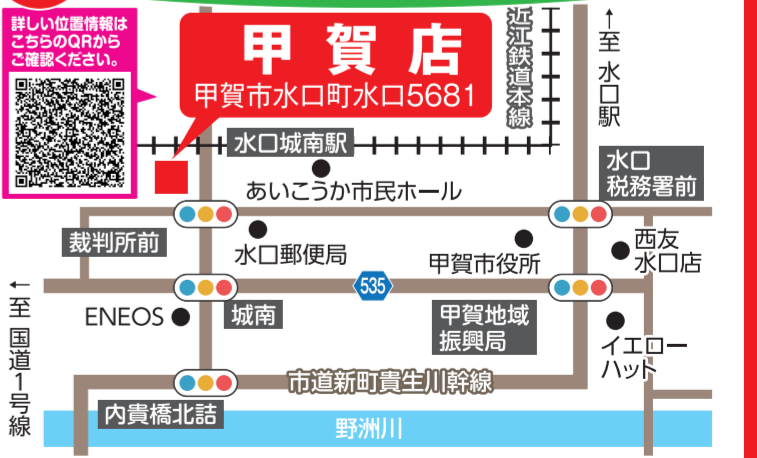 詳しい位置情報は
こちらのQRから
ご確認ください。
甲賀店
甲賀市水口町水口5681
近江鉄道本線
↑至 水口駅
水口城南駅
水口
税務署前
あいこうか市民ホール
裁判所前
水口郵便局
甲賀市役所
西友
水口店
←至 国道1号線
535
ENEOS
城南
甲賀地域
振興局
イエロー
ハット
市道新町貴生川幹線
内貴橋北詰
野洲川